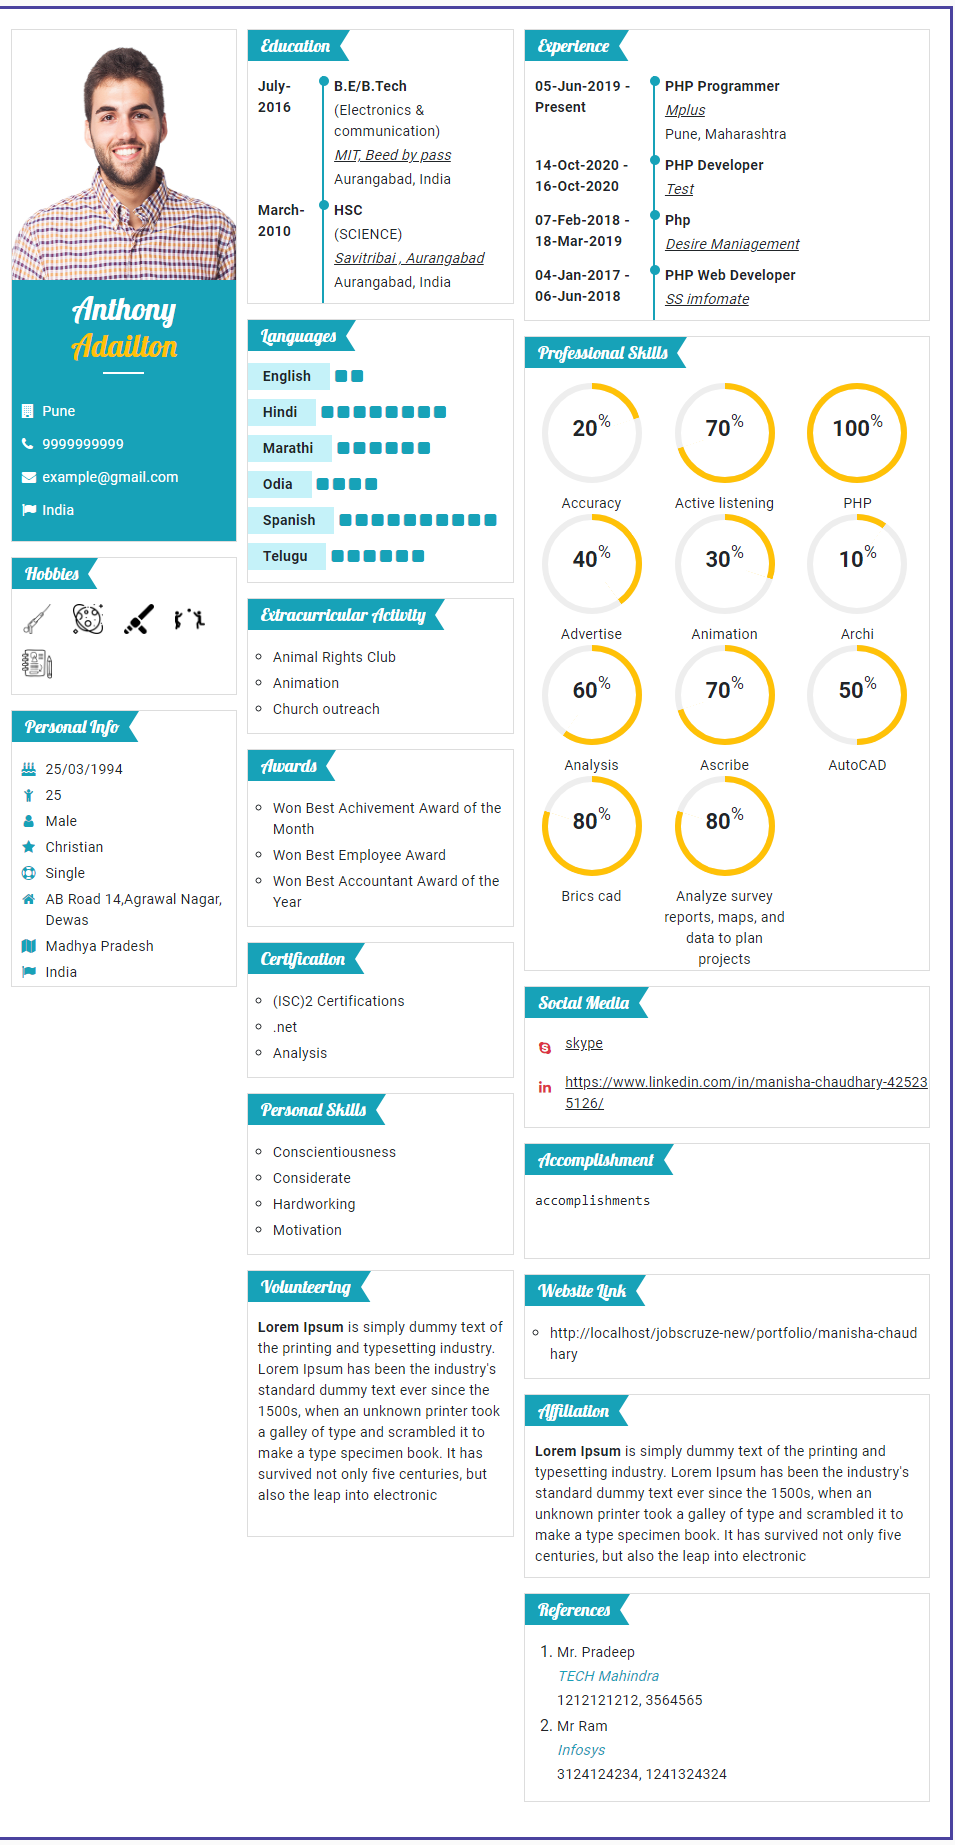 Anthony
Adailton
Pune
9999999999
example@gmail.com
India
Hobbies
Personal Info
25/03/1994
25
Male
Christian
Single
AB Road 14,Agrawal Nagar,
Dewas
Madhya Pradesh
India
Education
July-
2016
B.E/B.Tech
(Electronics &
communication)
MIT, Beed by pass
Aurangabad, India
March-
2010
HSC
(SCIENCE)
Savitribai , Aurangabad
Aurangabad, India
Languages
English
Hindi
Marathi
Odia
Spanish
Telugu
Extracurricular Activity
Animal Rights Club
Animation
Church outreach
Awards
Won Best Achivement Award of the
Month
Won Best Employee Award
Won Best Accountant Award of the
Year
Certification
(ISC)2 Certifications
.net
Analysis
Personal Skills
Conscientiousness
Considerate
Hardworking
Motivation
Volunteering
Lorem Ipsum is simply dummy text of
the printing and typesetting industry.
Lorem Ipsum has been the industry's
standard dummy text ever since the
1500s, when an unknown printer took
a galley of type and scrambled it to
make a type specimen book. It has
survived not only five centuries, but
also the leap into electronic
Experience
05-Jun-2019 -
Present
PHP Programmer
Mplus
Pune, Maharashtra
14-Oct-2020 -
16-Oct-2020
PHP Developer
Test
07-Feb-2018 -
18-Mar-2019
Php
Desire Maniagement
04-Jan-2017 -
06-Jun-2018
PHP Web Developer
SS imfomate
Professional Skills
20% 70% 100%
Accuracy Active listening PHP
40% 30% 10%
Advertise Animation Archi
60% 70% 50%
Analysis Ascribe AutoCAD
80% 80%
Brics cad Analyze survey
reports, maps, and
data to plan
projects
Social Media
skype
https://www.linkedin.com/in/manisha-chaudhary-42523
5126/
Accomplishment
accomplishments
Website Link
http://localhost/jobscruze-new/portfolio/manisha-chaud
hary
Affiliation
Lorem Ipsum is simply dummy text of the printing and
typesetting industry. Lorem Ipsum has been the industry's
standard dummy text ever since the 1500s, when an
unknown printer took a galley of type and scrambled it to
make a type specimen book. It has survived not only five
centuries, but also the leap into electronic
References
1. Mr. Pradeep
TECH Mahindra
1212121212, 3564565
2. Mr Ram
Infosys
3124124234, 1241324324